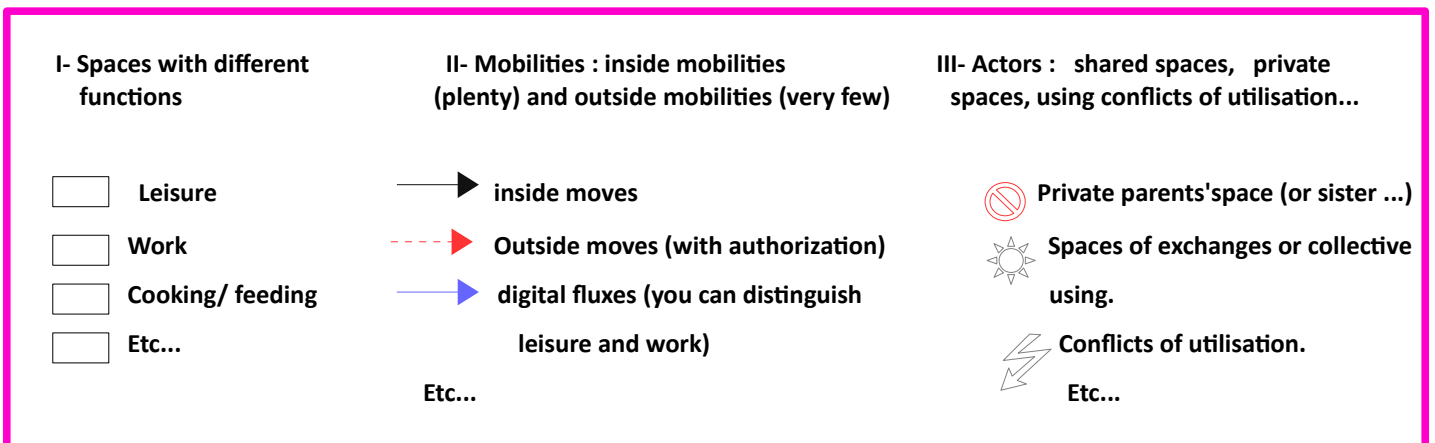 I- Spaces with different
functions
Leisure
Work
Cooking/ feeding
Etc...
II- Mobilities : inside mobilities
(plenty) and outside mobilities (very few)
inside moves
Outside moves (with authorization)
digital fluxes (you can distinguish
leisure and work)
Etc...
III- Actors : shared spaces, private
spaces, using conflicts of utilisation...
Private parents'space (or sister ...)
Spaces of exchanges or collective
using.
Conflicts of utilisation.
Etc...